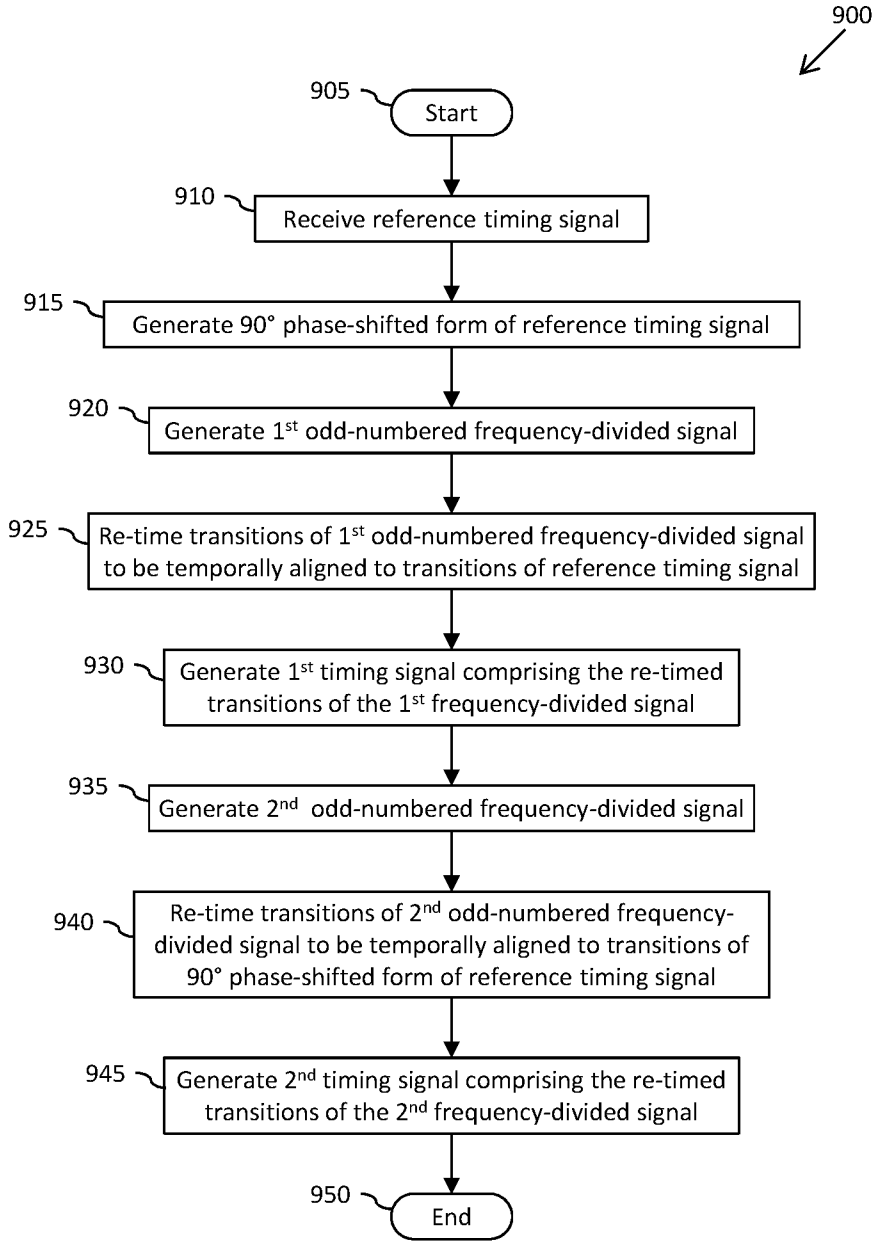 900
905
Start
910
Receive reference timing signal
915
Generate 90° phase-shifted form of reference timing signal
920
Generate 1st odd-numbered frequency-divided signal
925
Re-time transitions of 1st odd-numbered frequency-divided signal
to be temporally aligned to transitions of reference timing signal
930
Generate 1st timing signal comprising the re-timed
transitions of the 1st frequency-divided signal
935
Generate 2nd odd-numbered frequency-divided signal
940
Re-time transitions of 2nd odd-numbered frequency-
divided signal to be temporally aligned to transitions of
90° phase-shifted form of reference timing signal
945
Generate 2nd timing signal comprising the re-timed
transitions of the 2nd frequency-divided signal
950
End